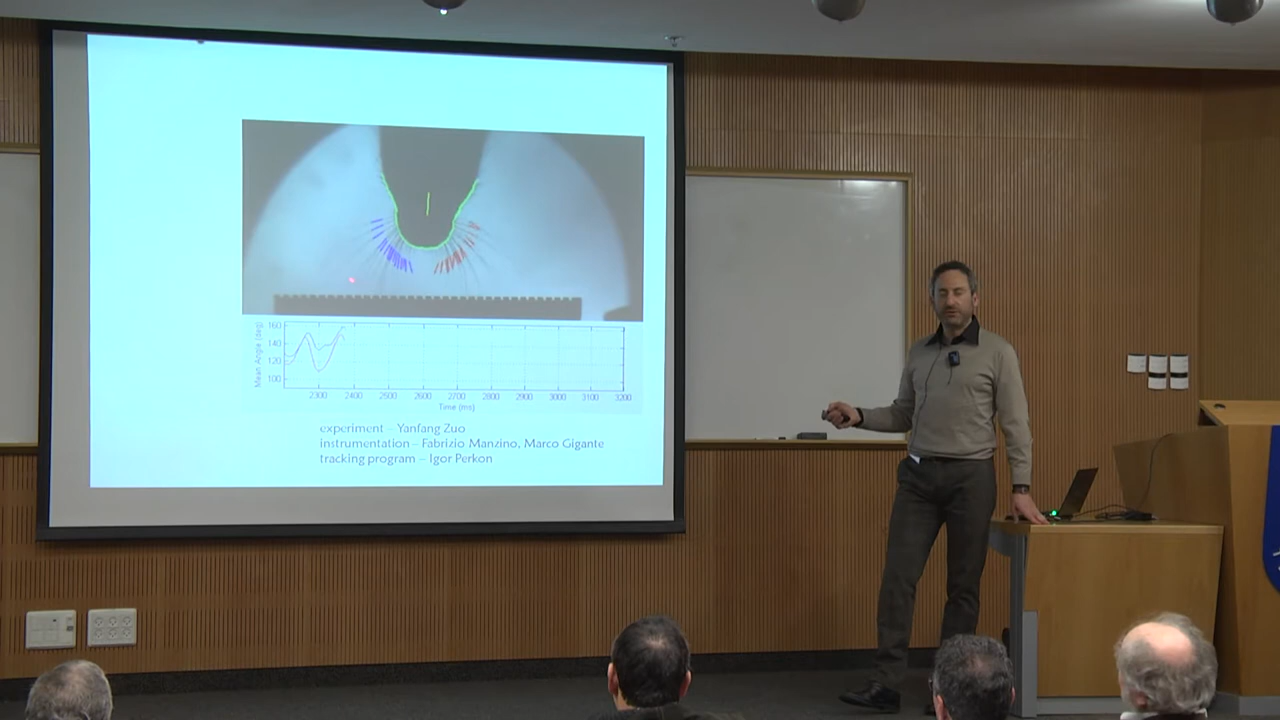 Mean Angle (deg)
160
140
120
100
2300
2400
2500
2600
2700
2800
2900
3000
3100
3200
Time (ms)
experiment – Yanfang Zuo
instrumentation – Fabrizio Manzino, Marco Gigante
tracking program – Igor Perkon